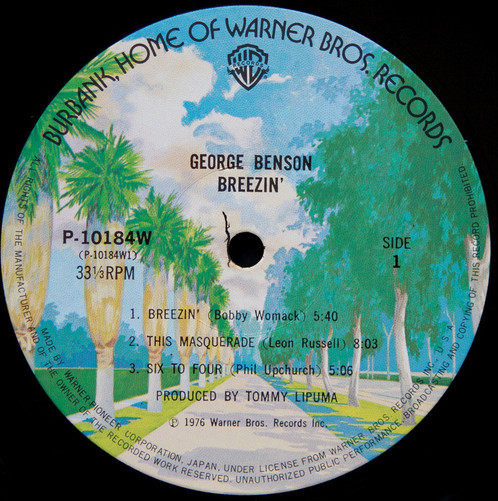 BURBANK, HOME OF WARNER BROS. RECORDS
WB
RECORDS
GEORGE BENSON
BREEZIN'
P-10184W
(P-10184W1)
33⅓RPM
SIDE
1
1. BREEZIN' (Bobby Womack) 5:40
2. THIS MASQUERADE (Leon Russell) 8:03
3. SIX TO FOUR (Phil Upchurch) 5:06
PRODUCED BY TOMMY LIPUMA
Ⓟ 1976 Warner Bros. Records Inc.
MADE BY WARNER-PIONEER CORPORATION, JAPAN, UNDER LICENSE FROM WARNER BROS. RECORDS INC., U.S.A.
ALL RIGHTS OF THE MANUFACTURER AND OF THE OWNER OF THE RECORDED WORK RESERVED. UNAUTHORIZED PUBLIC PERFORMANCE, BROADCASTING AND COPYING OF THIS RECORD PROHIBITED